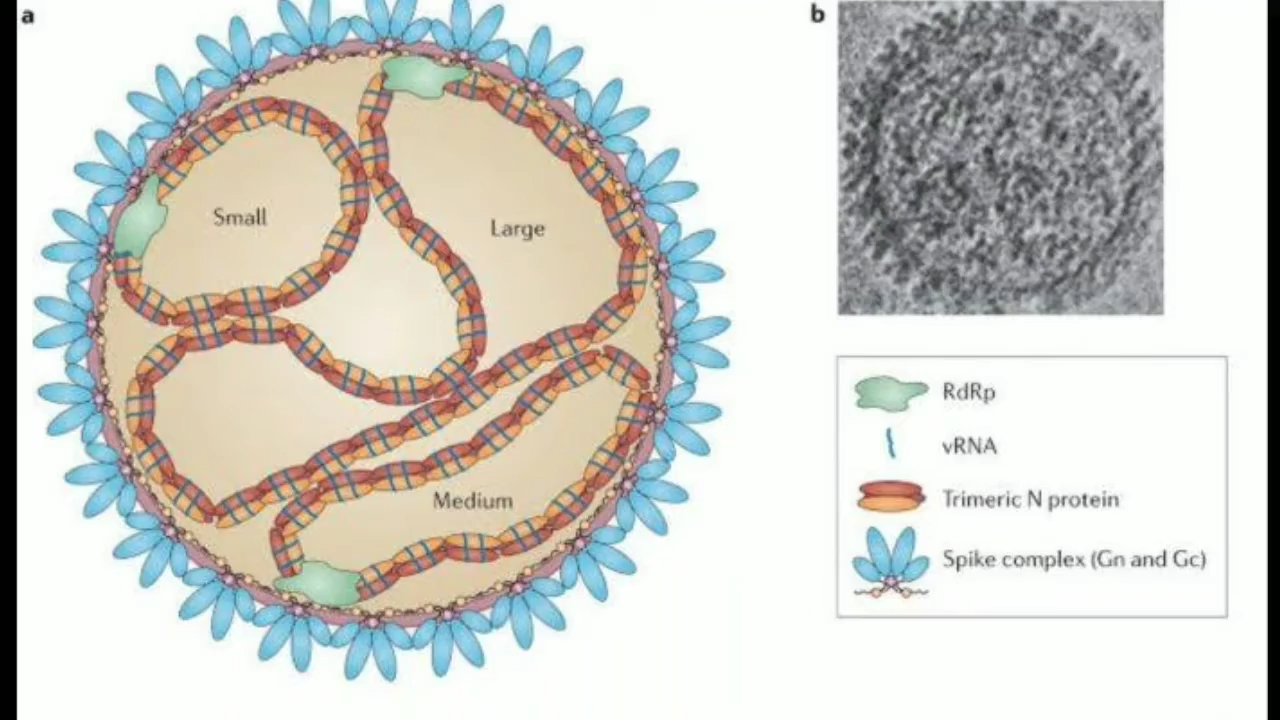 a
b
Small
Large
Medium
RdRp
vRNA
Trimeric N protein
Spike complex (Gn and Gc)